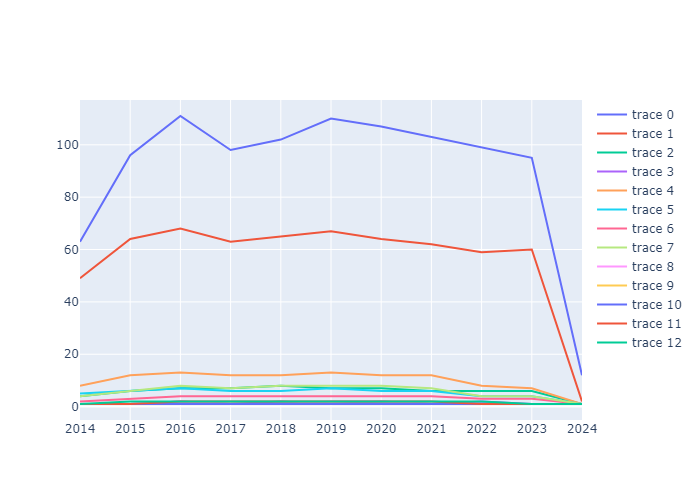 100
80
60
40
20
0
2014 2015 2016 2017 2018 2019 2020 2021 2022 2023 2024
trace 0
trace 1
trace 2
trace 3
trace 4
trace 5
trace 6
trace 7
trace 8
trace 9
trace 10
trace 11
trace 12